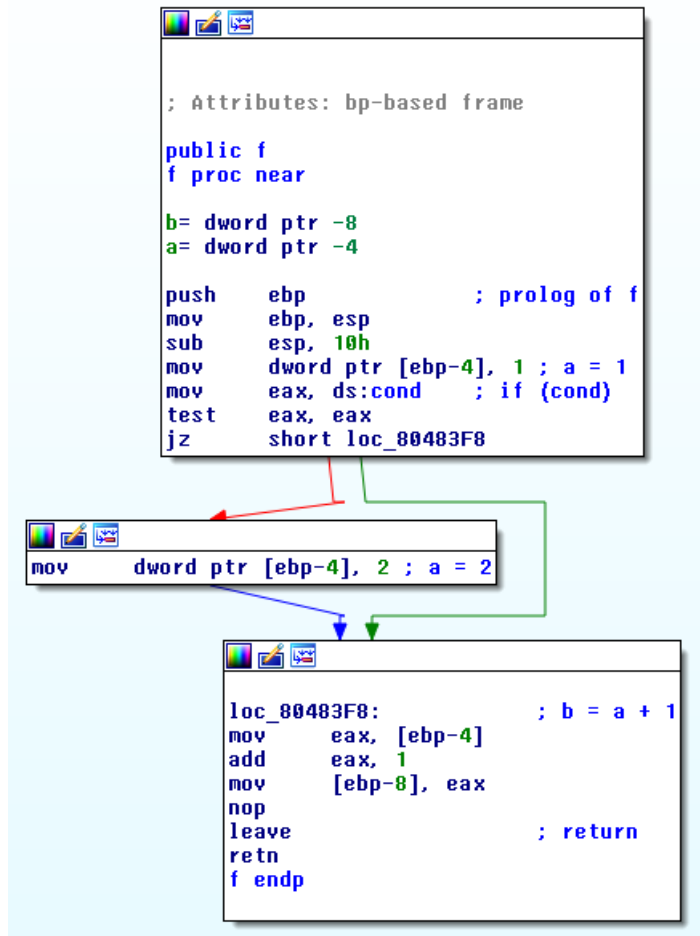 ; Attributes: bp-based frame
public f
f proc near
b= dword ptr -8
a= dword ptr -4
push ebp ; prolog of f
mov ebp, esp
sub esp, 10h
mov dword ptr [ebp-4], 1 ; a = 1
mov eax, ds:cond ; if (cond)
test eax, eax
jz short loc_80483F8
mov dword ptr [ebp-4], 2 ; a = 2
loc_80483F8: ; b = a + 1
mov eax, [ebp-4]
add eax, 1
mov [ebp-8], eax
nop
leave ; return
retn
f endp